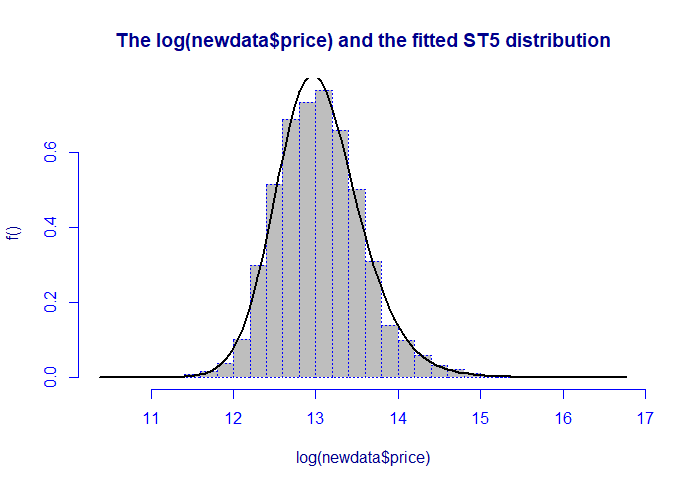 The log(newdata$price) and the fitted ST5 distribution
f()
0.6
0.4
0.2
0.0
11 12 13 14 15 16 17
log(newdata$price)